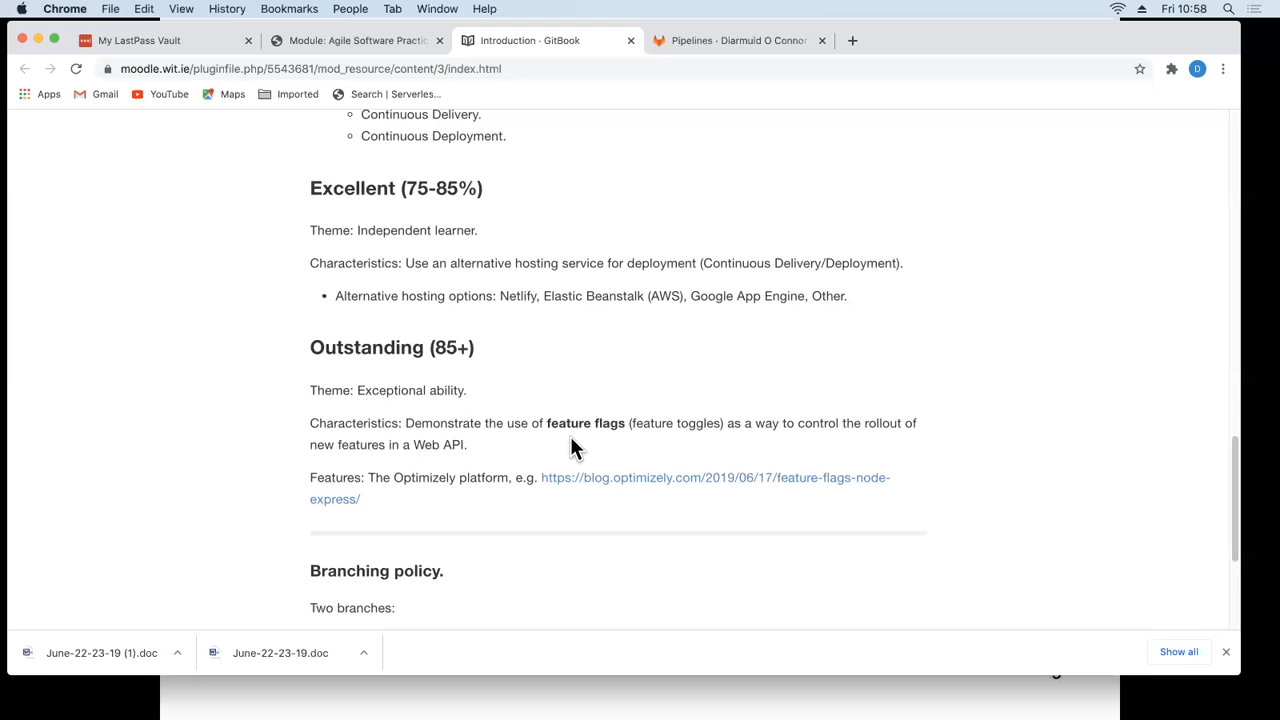 Chrome File Edit View History Bookmarks People Tab Window Help Fri 10:58
My LastPass Vault Module: Agile Software Practic Introduction · GitBook Pipelines · Diarmuid O Connor
moodle.wit.ie/pluginfile.php/5543681/mod_resource/content/3/index.html D
Apps Gmail YouTube Maps Imported Search | Serverless...
Continuous Delivery.
Continuous Deployment.
Excellent (75-85%)
Theme: Independent learner.
Characteristics: Use an alternative hosting service for deployment (Continuous Delivery/Deployment).
Alternative hosting options: Netlify, Elastic Beanstalk (AWS), Google App Engine, Other.
Outstanding (85+)
Theme: Exceptional ability.
Characteristics: Demonstrate the use of feature flags (feature toggles) as a way to control the rollout of
new features in a Web API.
Features: The Optimizely platform, e.g. https://blog.optimizely.com/2019/06/17/feature-flags-node-
express/
Branching policy.
Two branches:
June-22-23-19 (1).doc June-22-23-19.doc Show all